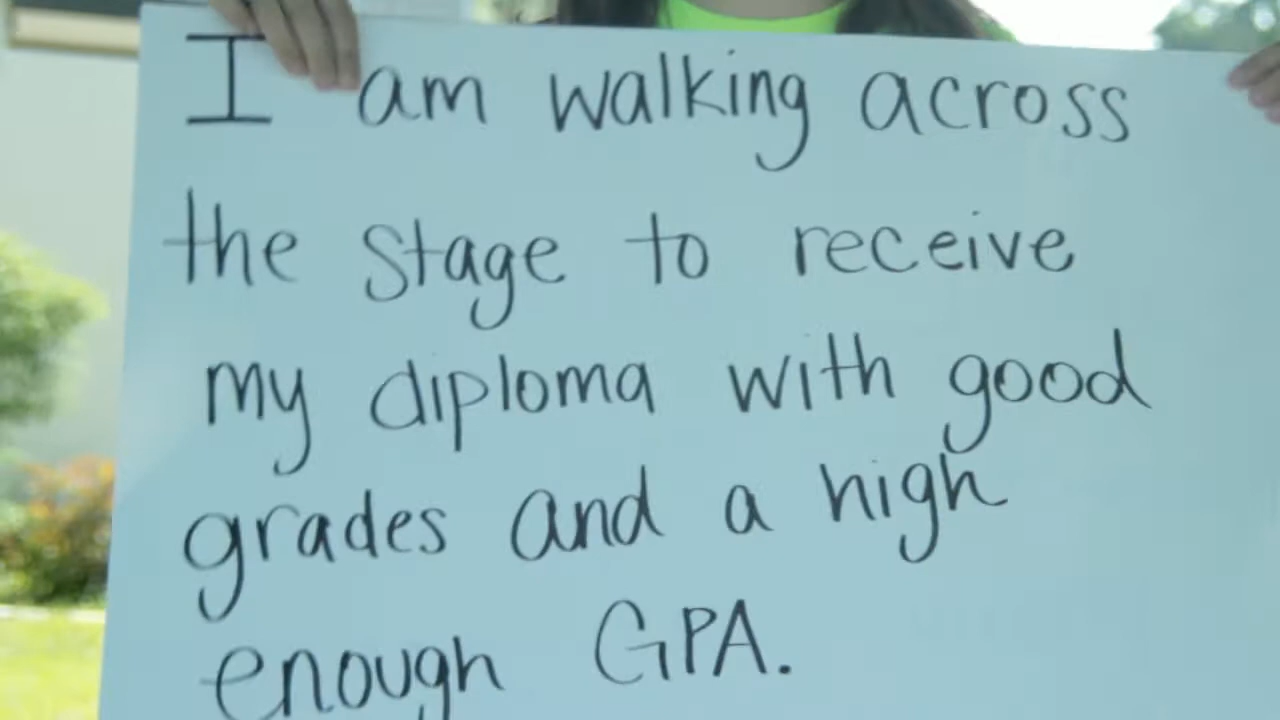 I am walking across
the stage to receive
my diploma with good
grades and a high
enough GPA.